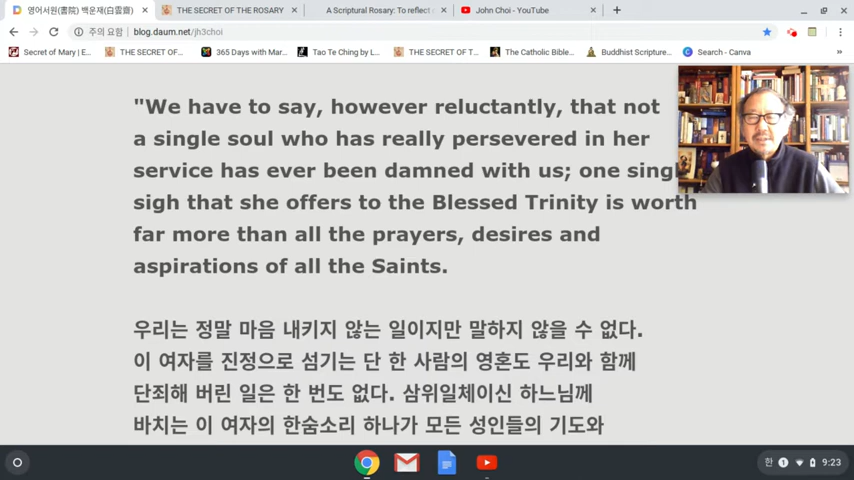 영어서원(書院) 백운재(白雲齋)
THE SECRET OF THE ROSARY
A Scriptural Rosary: To reflect
John Choi - YouTube
주의 요함
blog.daum.net/jh3choi
Secret of Mary | E...
THE SECRET OF...
365 Days with Mar...
Tao Te Ching by L...
THE SECRET OF T...
The Catholic Bible...
Buddhist Scripture...
Search - Canva
"We have to say, however reluctantly, that not
a single soul who has really persevered in her
service has ever been damned with us; one
sigh that she offers to the Blessed Trinity is worth
far more than all the prayers, desires and
aspirations of all the Saints.
우리는 정말 마음 내키지 않는 일이지만 말하지 않을 수 없다.
이 여자를 진정으로 섬기는 단 한 사람의 영혼도 우리와 함께
단죄해 버린 일은 한 번도 없다. 삼위일체이신 하느님께
바치는 이 여자의 한숨소리 하나가 모든 성인들의 기도와
한
1
9:23